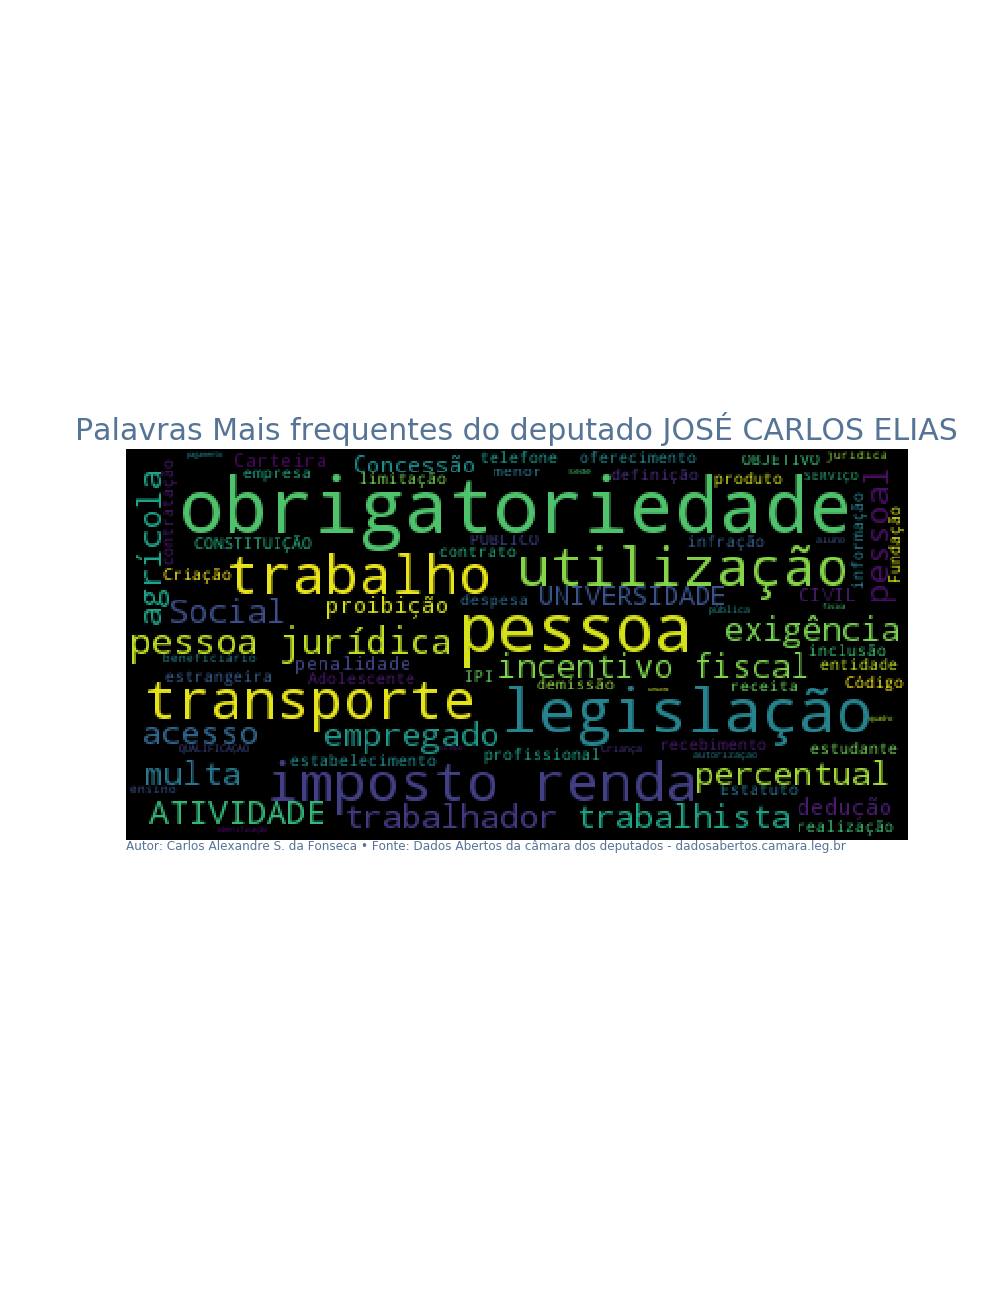 Palavras Mais frequentes do deputado JOSÉ CARLOS ELIAS
Carteira Concessão telefone oferecimento OBJETIVO jurídica
empresa limitação menor definição produto SERVIÇO
agrícola contratação obrigatoriedade informação pessoal Fundação
CONSTITUIÇÃO contrato PÚBLICO infração aluno
Criação trabalho utilização
Social proibição despesa UNIVERSIDADE pública CIVIL física
pessoa jurídica pessoa exigência
beneficiário penalidade incentivo fiscal inclusão entidade
estrangeira Adolescente IPI demissão receita Código
transporte legislação quadro
acesso empregado
QUALIFICAÇÃO profissional Criança recebimento autorização estudante
multa estabelecimento imposto renda percentual
ensino Estatuto
ATIVIDADE trabalhador trabalhista dedução
realização
Autor: Carlos Alexandre S. da Fonseca • Fonte: Dados Abertos da câmara dos deputados - dadosabertos.camara.leg.br